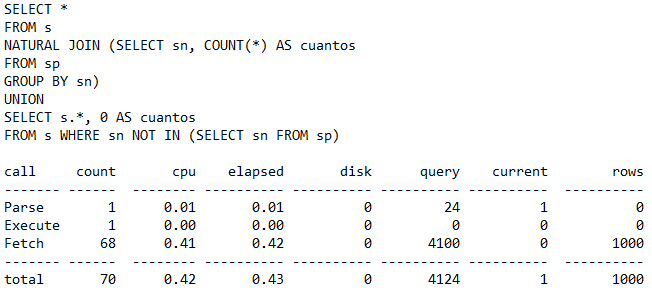 SELECT *
FROM s
NATURAL JOIN (SELECT sn, COUNT(*) AS cuantos
FROM sp
GROUP BY sn)
UNION
SELECT s.*, 0 AS cuantos
FROM s WHERE sn NOT IN (SELECT sn FROM sp)

call     count       cpu    elapsed       disk      query    current        rows
------- ------  -------- ---------- ---------- ---------- ----------  ----------
Parse        1      0.01       0.01          0         24          1           0
Execute      1      0.00       0.00          0          0          0           0
Fetch       68      0.41       0.42          0       4100          0        1000
------- ------  -------- ---------- ---------- ---------- ----------  ----------
total       70      0.42       0.43          0       4124          1        1000